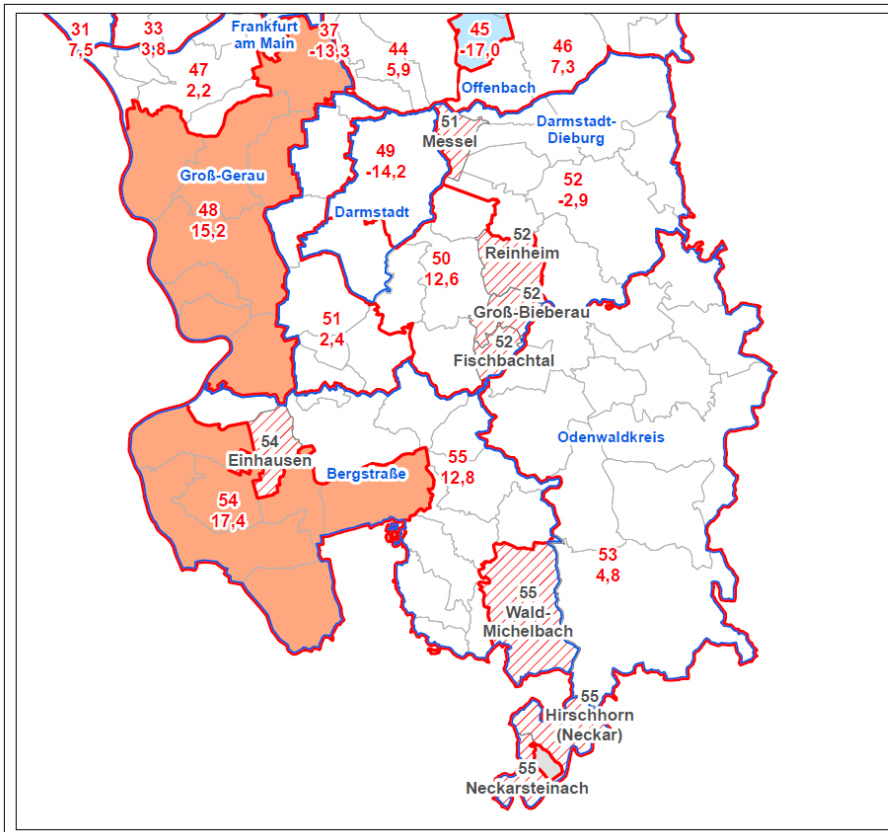 31
7,5
33
3,8
Frankfurt
am Main
37
-13,3
44
5,9
45
-17,0
46
7,3
47
2,2
Offenbach
51
Messel
Darmstadt-
Dieburg
49
-14,2
Groß-Gerau
52
-2,9
48
15,2
Darmstadt
52
Reinheim
50
12,6
52
Groß-Bieberau
51
2,4
52
Fischbachtal
54
Einhausen
Odenwaldkreis
55
12,8
Bergstraße
54
17,4
53
4,8
55
Wald-
Michelbach
55
Hirschhorn
(Neckar)
55
Neckarsteinach